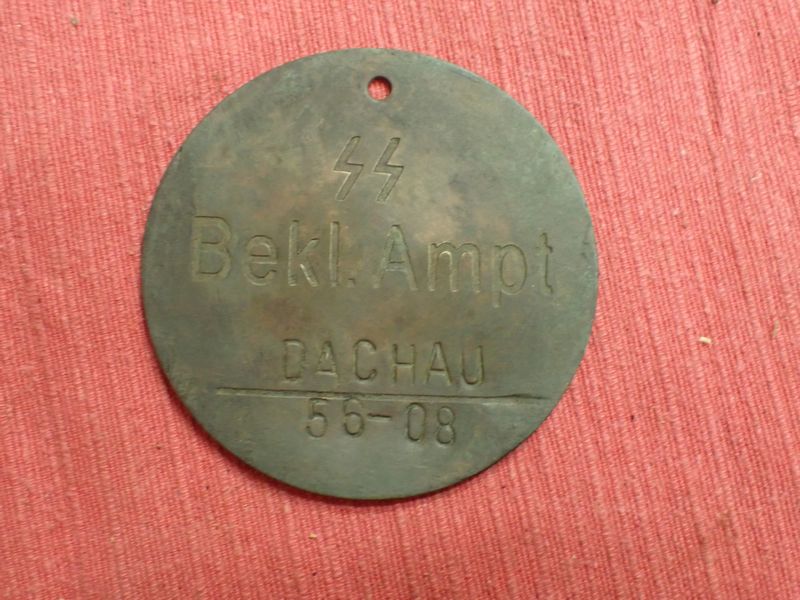 ᛋᛋ
Bekl. Ampt
DACHAU
56-08